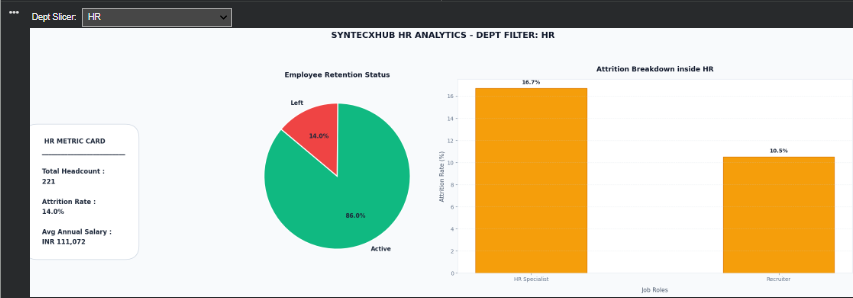 Dept Slicer: HR
SYNTECXHUB HR ANALYTICS - DEPT FILTER: HR
HR METRIC CARD
Total Headcount :
221
Attrition Rate :
14.0%
Avg Annual Salary :
INR 111,072
Employee Retention Status
Left
14.0%
86.0%
Active
Attrition Breakdown inside HR
Attrition Rate (%)
16
14
12
10
8
6
4
2
0
16.7%
10.5%
HR Specialist
Recruiter
Job Roles